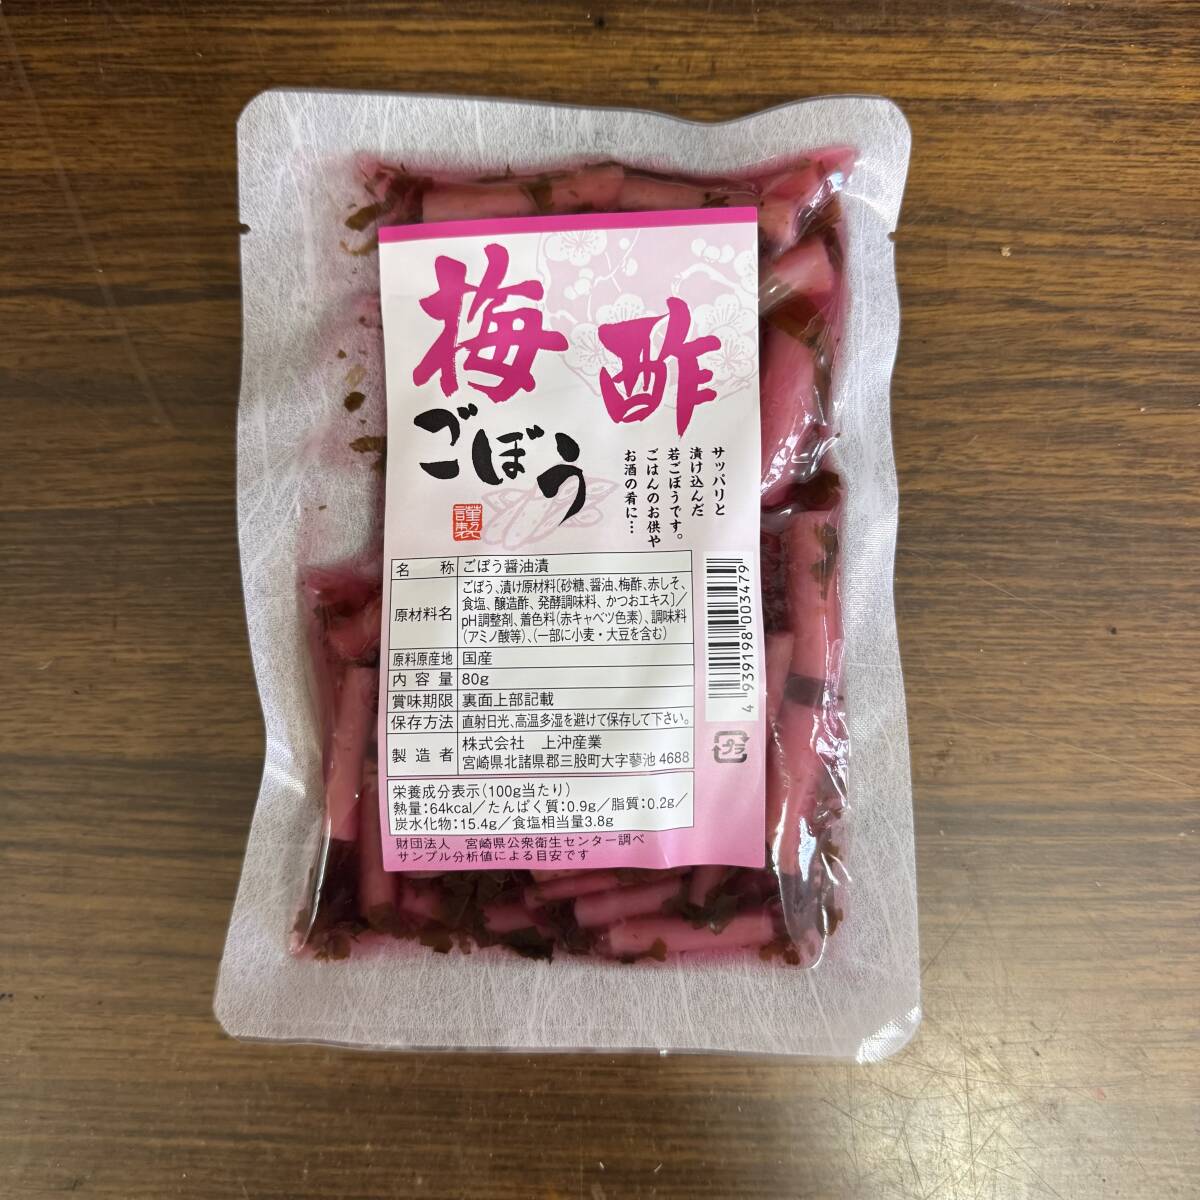 梅酢
ごぼう
謹製
サッパリと
漬け込んだ
若ごぼうです。
ごはんのお供や
お酒の肴に…
名 称 ごぼう醤油漬
原材料名 ごぼう、漬け原材料〔砂糖、醤油、梅酢、赤しそ、
食塩、醸造酢、発酵調味料、かつおエキス〕／
pH調整剤、着色料（赤キャベツ色素）、調味料
（アミノ酸等）、（一部に小麦・大豆を含む）
原料原産地 国産
内容量 80g
賞味期限 裏面上部記載
保存方法 直射日光、高温多湿を避けて保存して下さい。
製造者 株式会社 上沖産業
宮崎県北諸県郡三股町大字蓼池 4688
4 939198 003479
プラ
栄養成分表示（100g当たり）
熱量：64kcal／たんぱく質：0.9g／脂質：0.2g／
炭水化物：15.4g／食塩相当量3.8g
財団法人 宮崎県公衆衛生センター調べ
サンプル分析値による目安です